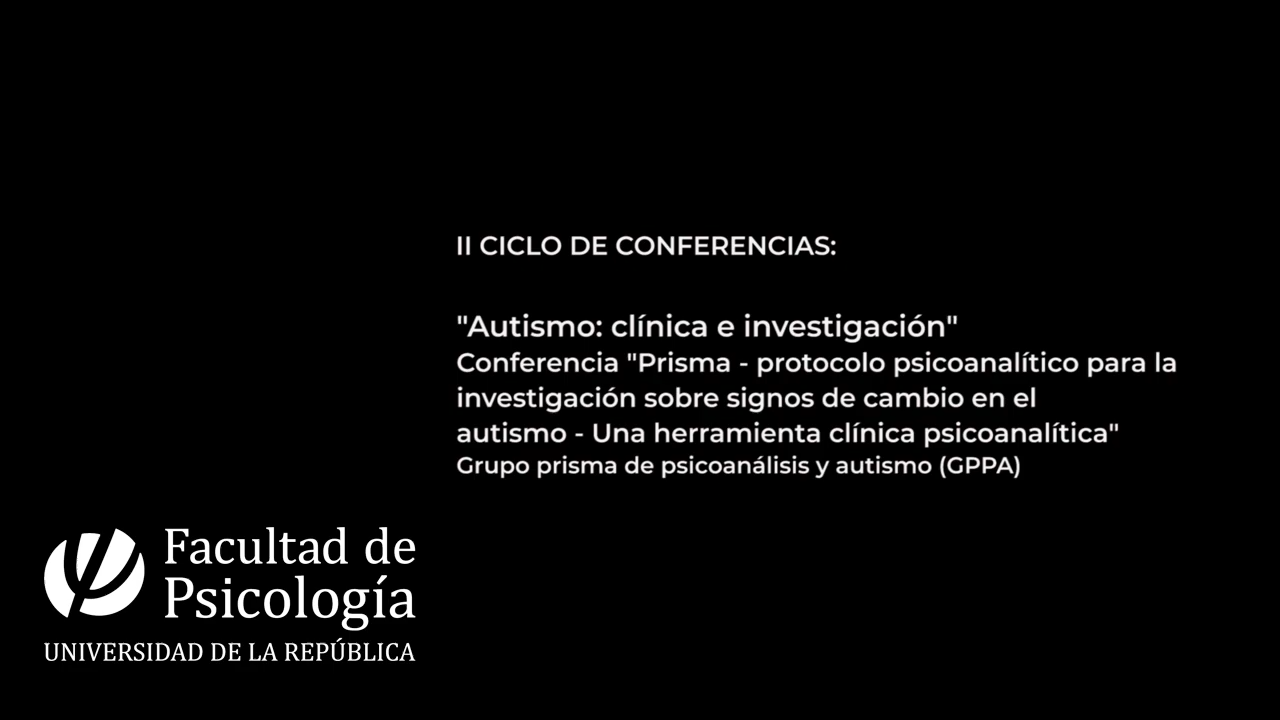 II CICLO DE CONFERENCIAS:
"Autismo: clínica e investigación"
Conferencia "Prisma - protocolo psicoanalítico para la
investigación sobre signos de cambio en el
autismo - Una herramienta clínica psicoanalítica"
Grupo prisma de psicoanálisis y autismo (GPPA)
Facultad de
Psicología
UNIVERSIDAD DE LA REPÚBLICA